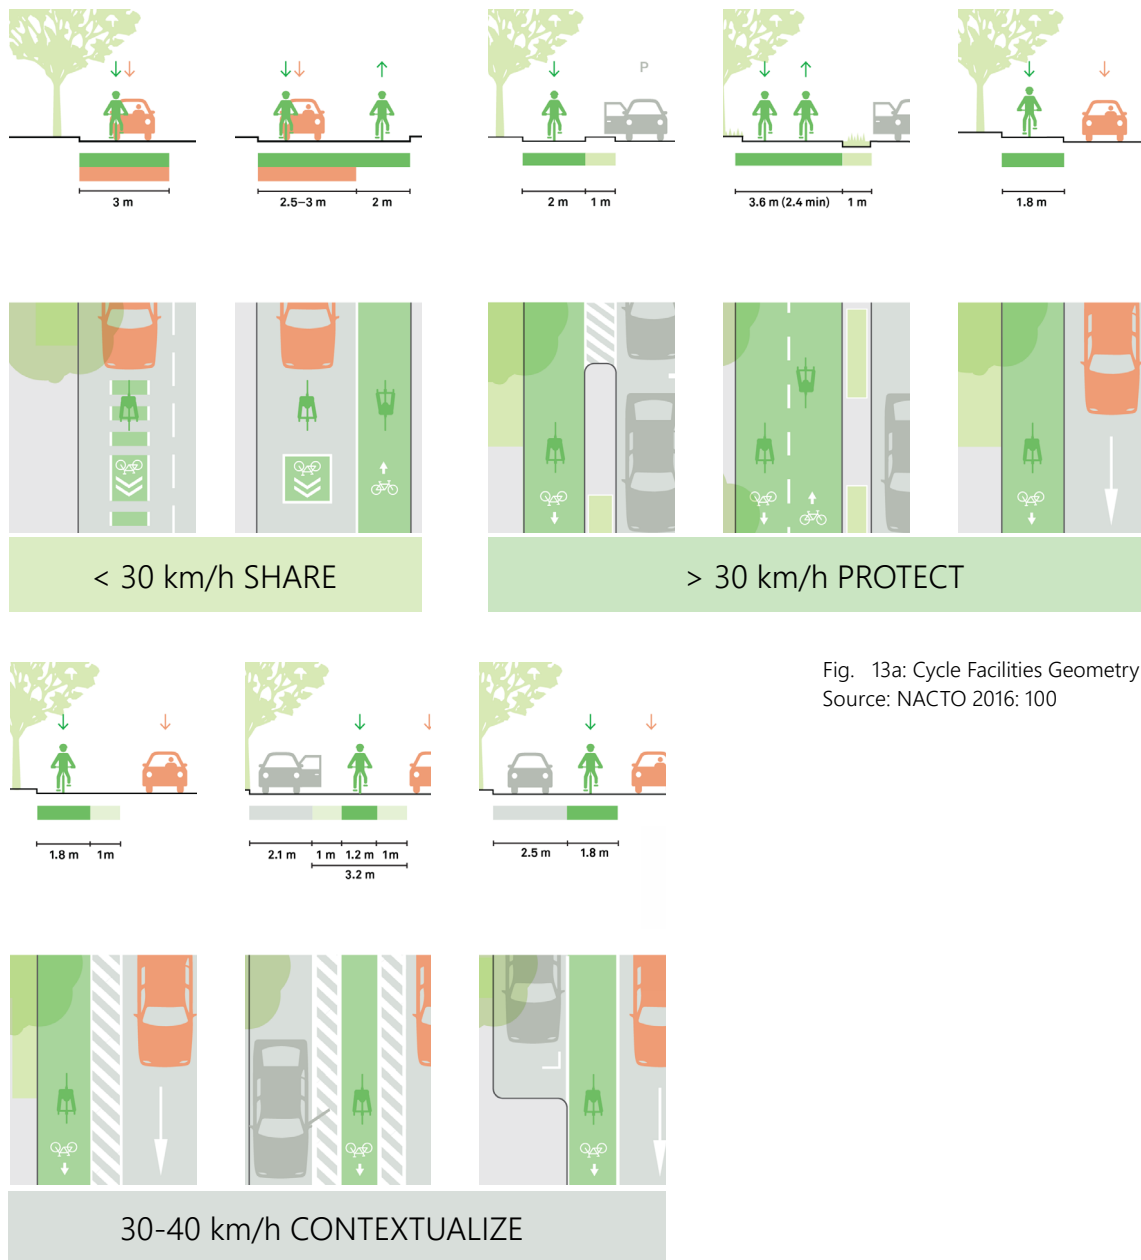 P
3 m
2.5–3 m 2 m
2 m 1 m
3.6 m (2.4 min) 1 m
1.8 m
< 30 km/h SHARE
> 30 km/h PROTECT
Fig. 13a: Cycle Facilities Geometry
Source: NACTO 2016: 100
1.8 m 1m
2.1 m 1 m 1.2 m 1m
3.2 m
2.5 m 1.8 m
30-40 km/h CONTEXTUALIZE